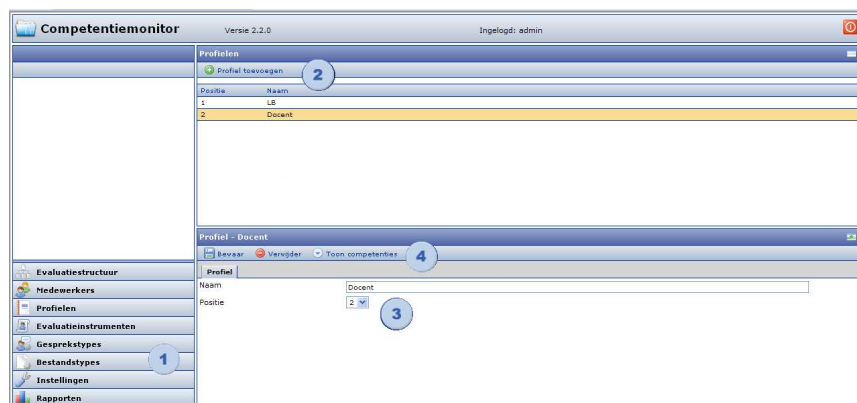 Competentiemonitor Versie 2.2.0 Ingelogd: admin
Profielen
Profiel toevoegen 2
Positie Naam
1 LB
2 Docent
Profiel - Docent
Bewaar Verwijder Toon competenties 4
Profiel
Naam Docent
Positie 2 3
Evaluatiestructuur
Medewerkers
Profielen
Evaluatieinstrumenten
Gesprekstypes
Bestandstypes 1
Instellingen
Rapporten